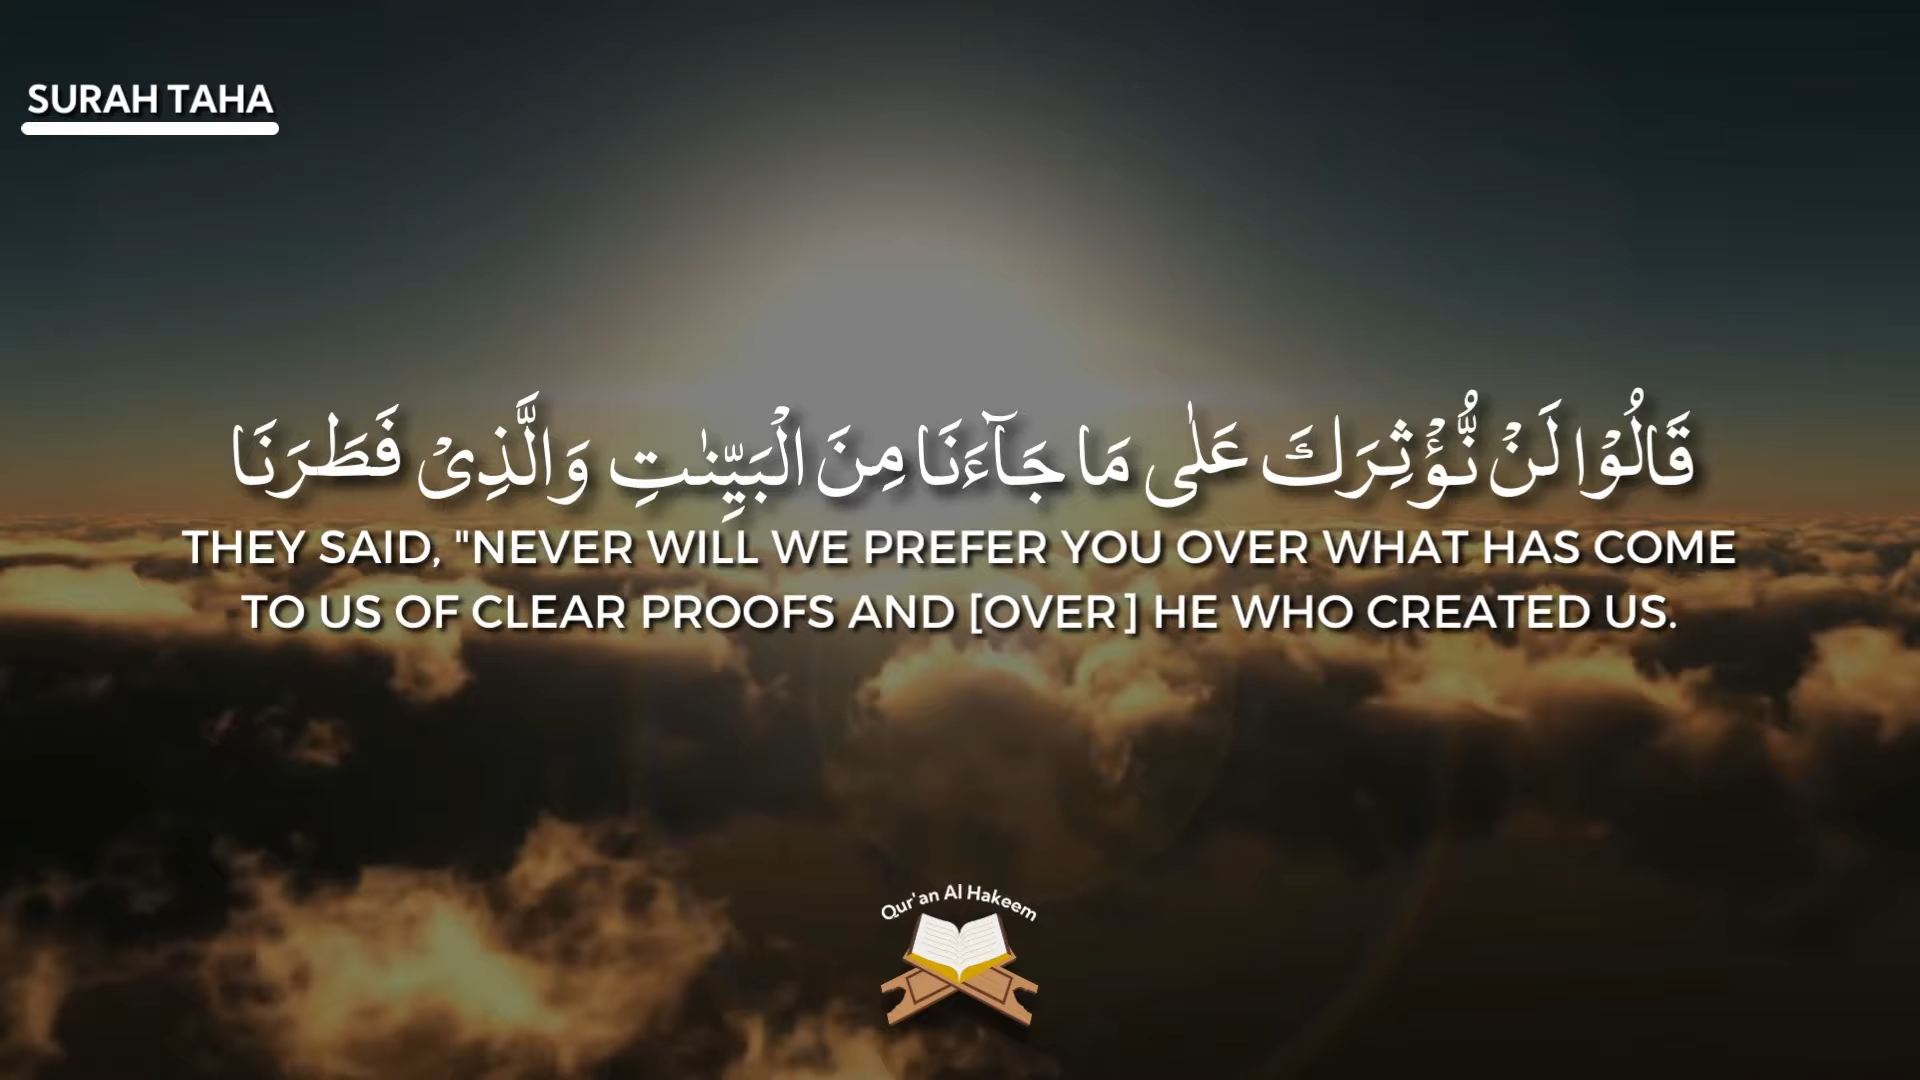 SURAH TAHA
قَالُوْا لَنْ نُّؤْثِرَكَ عَلٰى مَا جَآءَنَا مِنَ الْبَيِّنٰتِ وَالَّذِىْ فَطَرَنَا
THEY SAID, "NEVER WILL WE PREFER YOU OVER WHAT HAS COME
TO US OF CLEAR PROOFS AND [OVER] HE WHO CREATED US.
Qur'an Al Hakeem